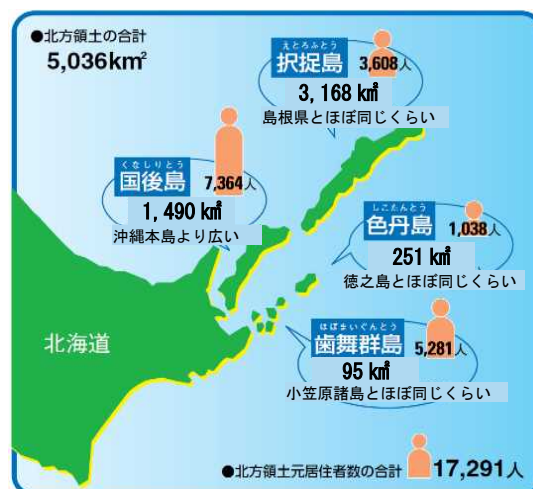 ●北方領土の合計
5,036km²
えとろふとう
択捉島
3,608人
3,168 k㎡
島根県とほぼ同じくらい
くなしりとう
国後島
7,364人
1,490 k㎡
沖縄本島より広い
しこたんとう
色丹島
1,038人
251 k㎡
徳之島とほぼ同じくらい
北海道
はぼまいぐんとう
歯舞群島
5,281人
95 k㎡
小笠原諸島とほぼ同じくらい
●北方領土元居住者数の合計 17,291人